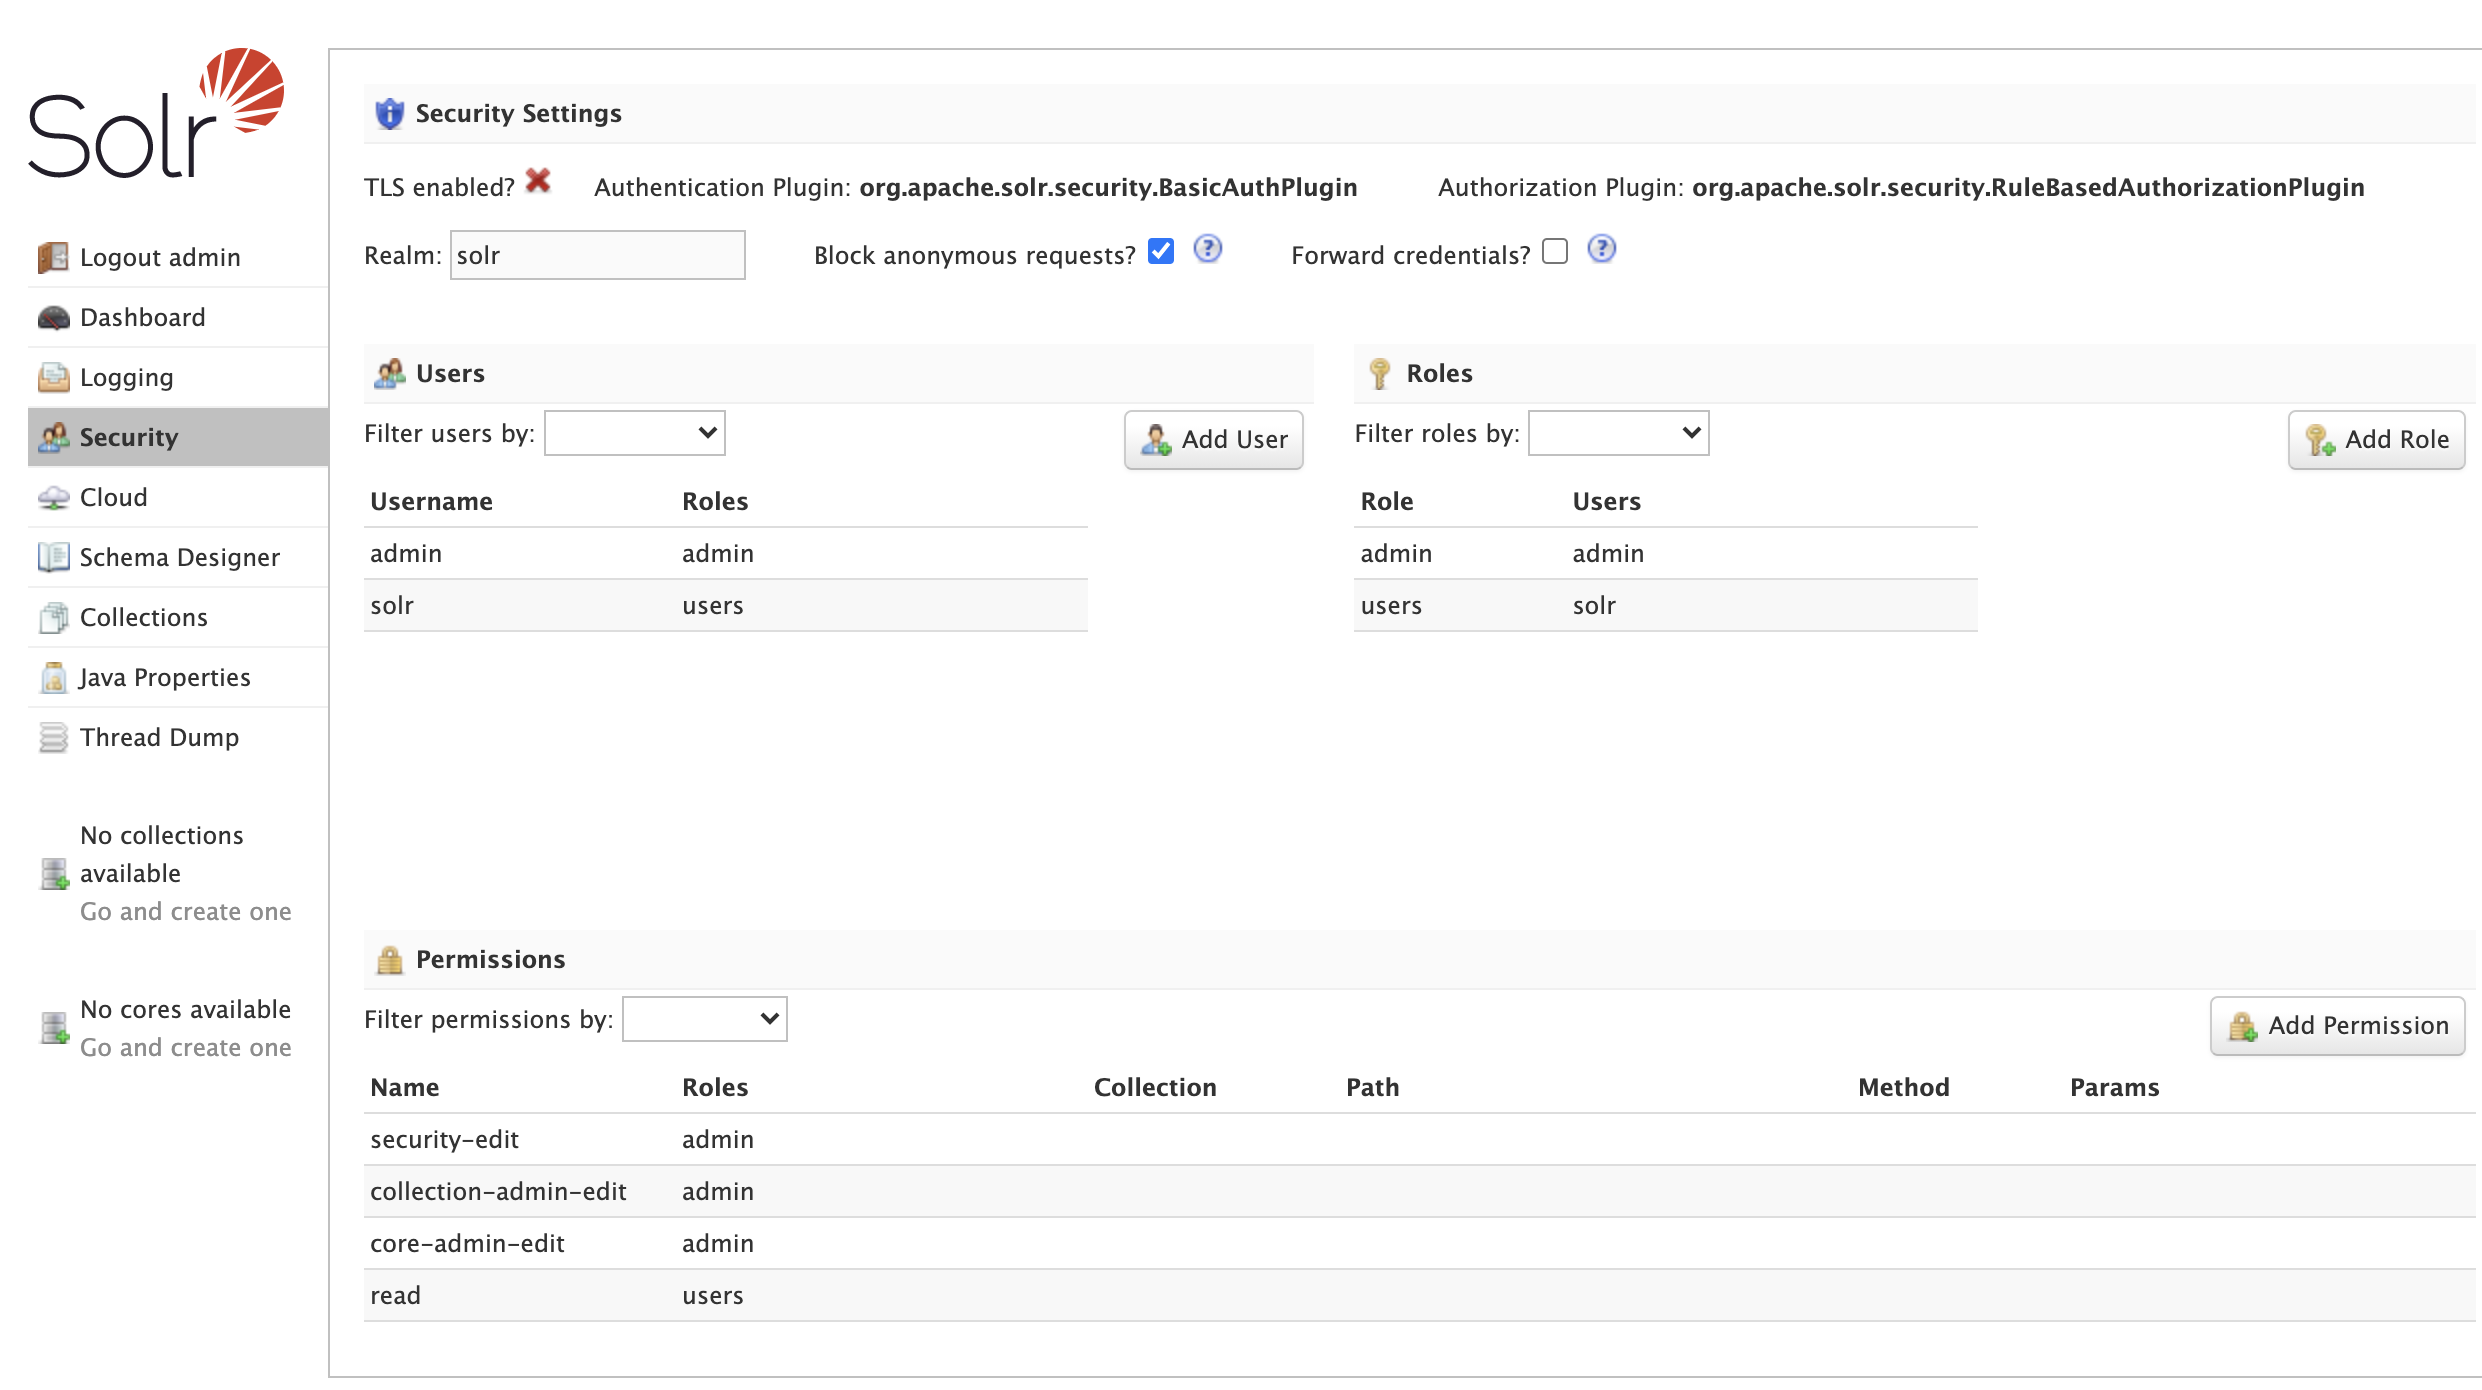 Solr
Logout admin
Dashboard
Logging
Security
Cloud
Schema Designer
Collections
Java Properties
Thread Dump
No collections
available
Go and create one
No cores available
Go and create one
Security Settings
TLS enabled? Authentication Plugin: org.apache.solr.security.BasicAuthPlugin Authorization Plugin: org.apache.solr.security.RuleBasedAuthorizationPlugin
Realm: solr Block anonymous requests? Forward credentials?
Users
Filter users by: Add User
Username Roles
admin admin
solr users
Roles
Filter roles by: Add Role
Role Users
admin admin
users solr
Permissions
Filter permissions by: Add Permission
Name Roles Collection Path Method Params
security-edit admin
collection-admin-edit admin
core-admin-edit admin
read users